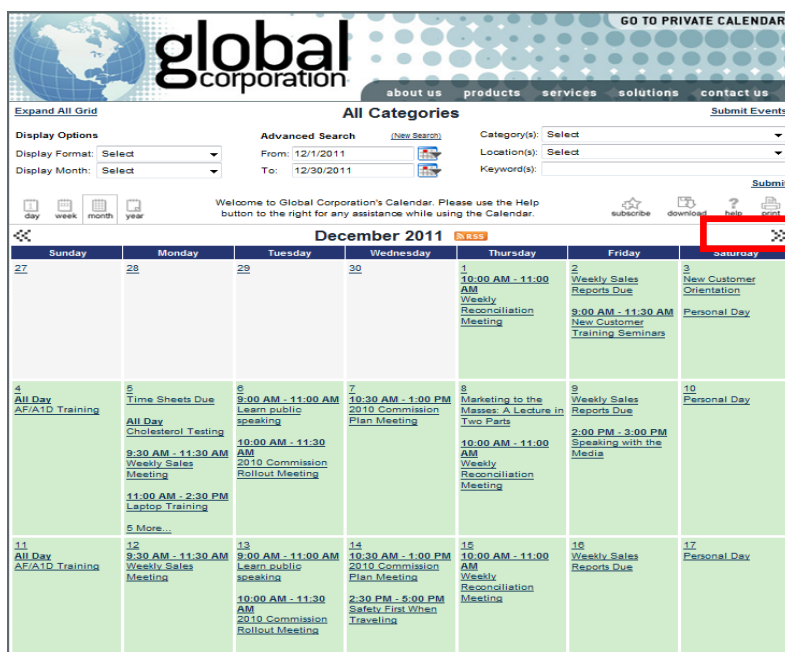 GO TO PRIVATE CALENDAR
global
corporation
about us products services solutions contact us
Expand All Grid All Categories Submit Events
Display Options Advanced Search (New Search) Category(s): Select
Display Format: Select From: 12/1/2011 Location(s): Select
Display Month: Select To: 12/30/2011 Keyword(s):
Submit
Welcome to Global Corporation's Calendar. Please use the Help
button to the right for any assistance while using the Calendar.
day week month year subscribe download help print
December 2011 RSS
Sunday Monday Tuesday Wednesday Thursday Friday Saturday
27
28
29
30
1
10:00 AM - 11:00
AM
Weekly
Reconciliation
Meeting
2
Weekly Sales
Reports Due
9:00 AM - 11:30 AM
New Customer
Training Seminars
3
New Customer
Orientation
Personal Day
4
All Day
AF/A1D Training
5
Time Sheets Due
All Day
Cholesterol Testing
9:30 AM - 11:30 AM
Weekly Sales
Meeting
11:00 AM - 2:30 PM
Laptop Training
5 More...
6
9:00 AM - 11:00 AM
Learn public
speaking
10:00 AM - 11:30
AM
2010 Commission
Rollout Meeting
7
10:30 AM - 1:00 PM
2010 Commission
Plan Meeting
8
Marketing to the
Masses: A Lecture in
Two Parts
10:00 AM - 11:00
AM
Weekly
Reconciliation
Meeting
9
Weekly Sales
Reports Due
2:00 PM - 3:00 PM
Speaking with the
Media
10
Personal Day
11
All Day
AF/A1D Training
12
9:30 AM - 11:30 AM
Weekly Sales
Meeting
13
9:00 AM - 11:00 AM
Learn public
speaking
10:00 AM - 11:30
AM
2010 Commission
Rollout Meeting
14
10:30 AM - 1:00 PM
2010 Commission
Plan Meeting
2:30 PM - 5:00 PM
Safety First When
Traveling
15
10:00 AM - 11:00
AM
Weekly
Reconciliation
Meeting
16
Weekly Sales
Reports Due
17
Personal Day